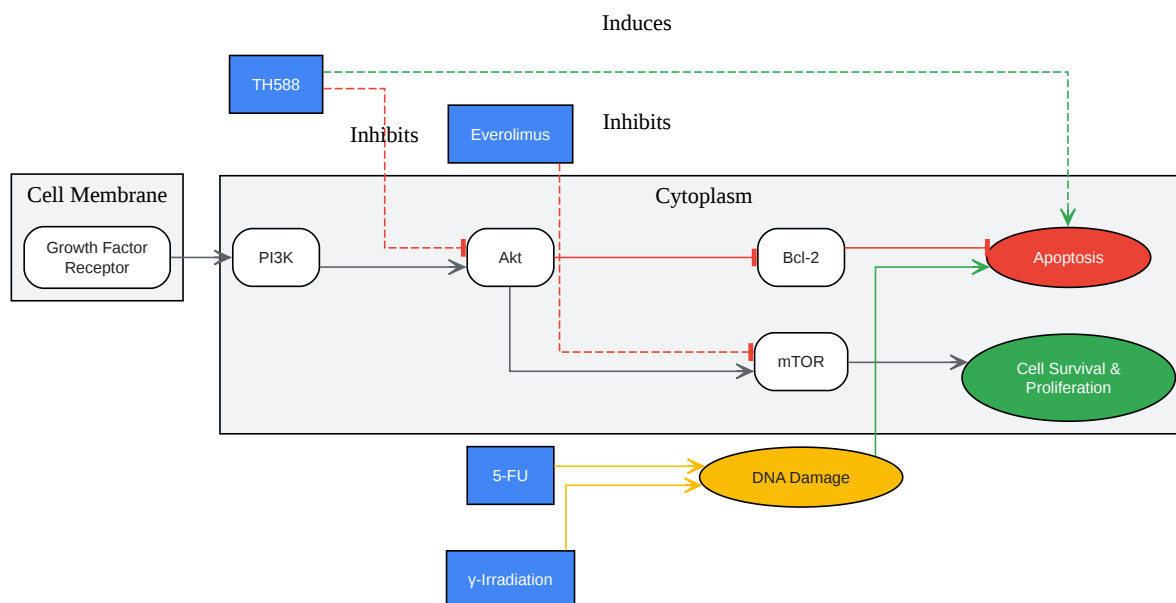 Induces
TH588
Inhibits
Everolimus
Inhibits
Cell Membrane
Growth Factor
Receptor
Cytoplasm
PI3K
Akt
Bcl-2
Apoptosis
mTOR
Cell Survival &
Proliferation
5-FU
DNA Damage
γ-Irradiation